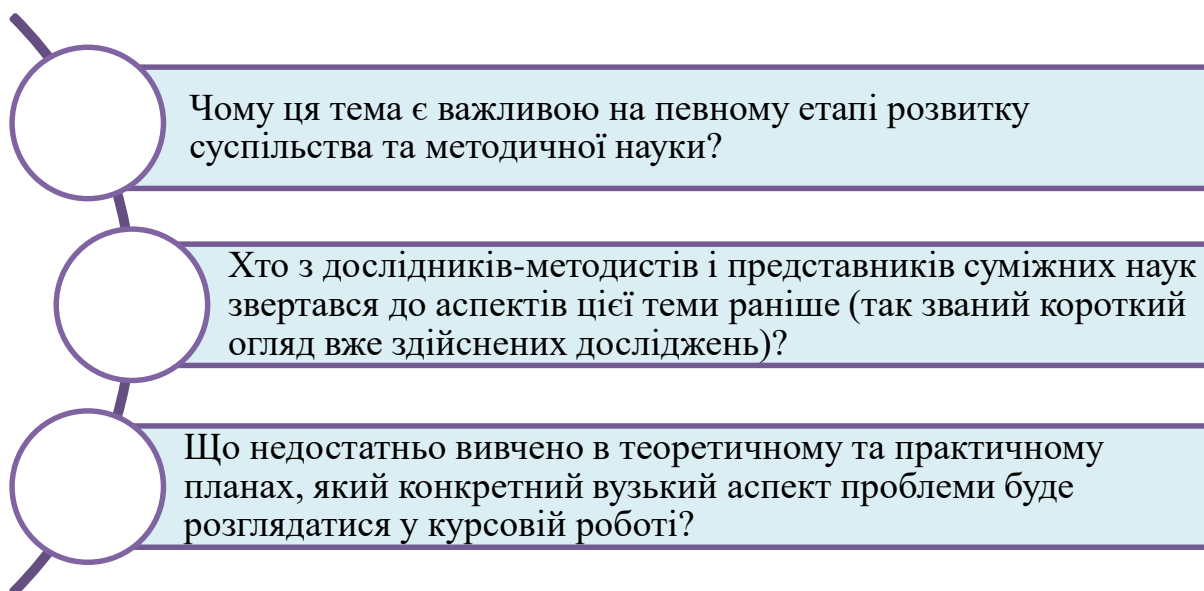 Чому ця тема є важливою на певному етапі розвитку
суспільства та методичної науки?
Хто з дослідників-методистів і представників суміжних наук
звертався до аспектів цієї теми раніше (так званий короткий
огляд вже здійснених досліджень)?
Що недостатньо вивчено в теоретичному та практичному
планах, який конкретний вузький аспект проблеми буде
розглядатися у курсовій роботі?